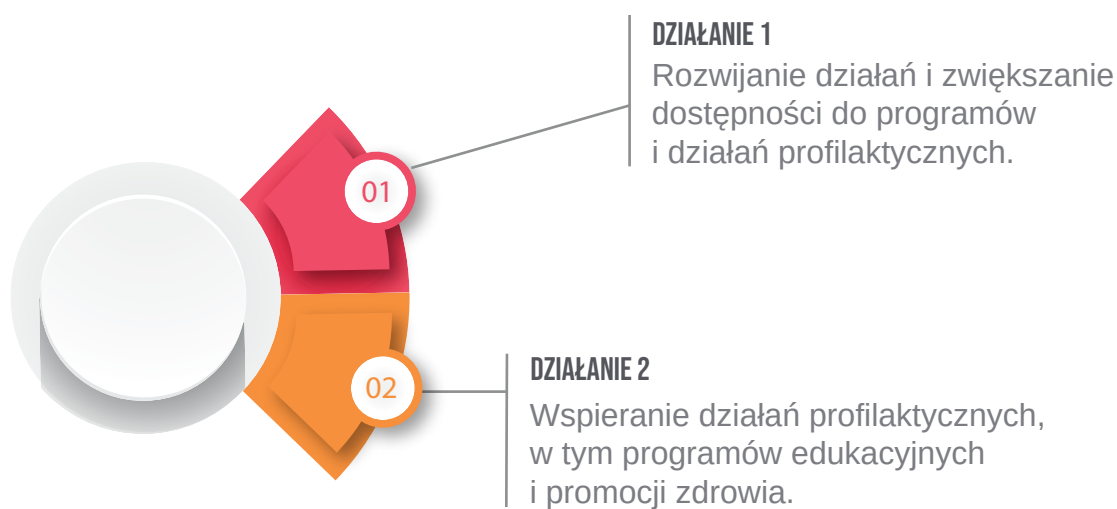 DZIAŁANIE 1
Rozwijanie działań i zwiększanie
dostępności do programów
i działań profilaktycznych.
01
DZIAŁANIE 2
Wspieranie działań profilaktycznych,
w tym programów edukacyjnych
i promocji zdrowia.
02